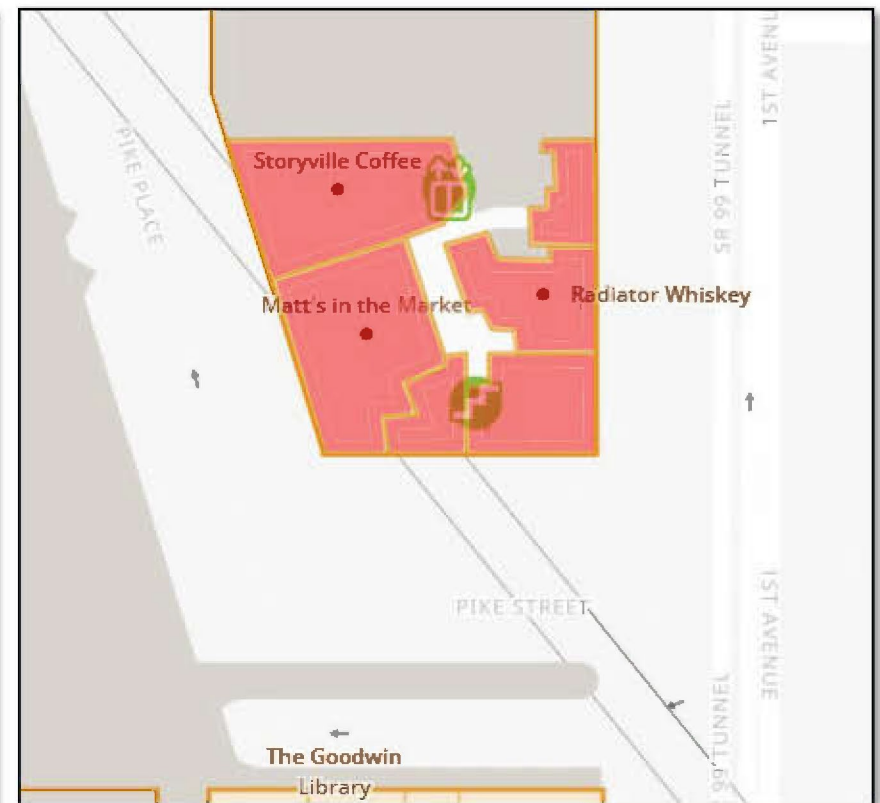 1ST AVENUE
SR 99 TUNNEL
PIKE PLACE
Storyville Coffee
Matt's in the Market
Radiator Whiskey
PIKE STREET
1ST AVENUE
99 TUNNEL
The Goodwin
Library